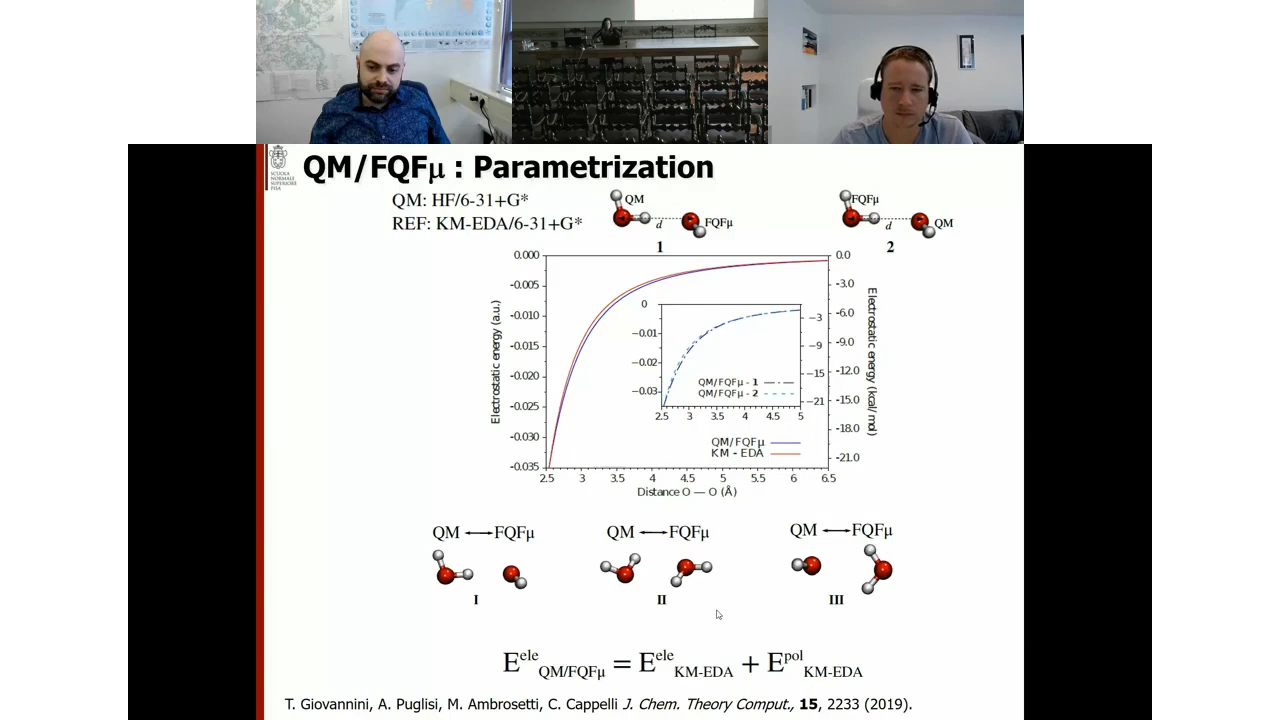 QM/FQFμ : Parametrization
SCUOLA
NORMALE
SUPERIORE
PISA
QM: HF/6-31+G*
REF: KM-EDA/6-31+G*
QM
d
FQFμ
1
FQFμ
d
QM
2
0.000
-0.005
-0.010
-0.015
-0.020
-0.025
-0.030
-0.035
Electrostatic energy (a.u.)
0.0
-3.0
-6.0
-9.0
-12.0
-15.0
-18.0
-21.0
Electrostatic energy (kcal/mol)
0
−0.01
−0.02
−0.03
−3
−9
−15
−21
QM/FQFμ - 1
QM/FQFμ - 2
2.5 3 3.5 4 4.5 5
QM/FQFμ
KM - EDA
2.5 3 3.5 4 4.5 5 5.5 6 6.5
Distance O — O (Å)
QM ⟷ FQFμ
I
QM ⟷ FQFμ
II
QM ⟷ FQFμ
III
E^ele_QM/FQFμ = E^ele_KM-EDA + E^pol_KM-EDA
T. Giovannini, A. Puglisi, M. Ambrosetti, C. Cappelli J. Chem. Theory Comput., 15, 2233 (2019).